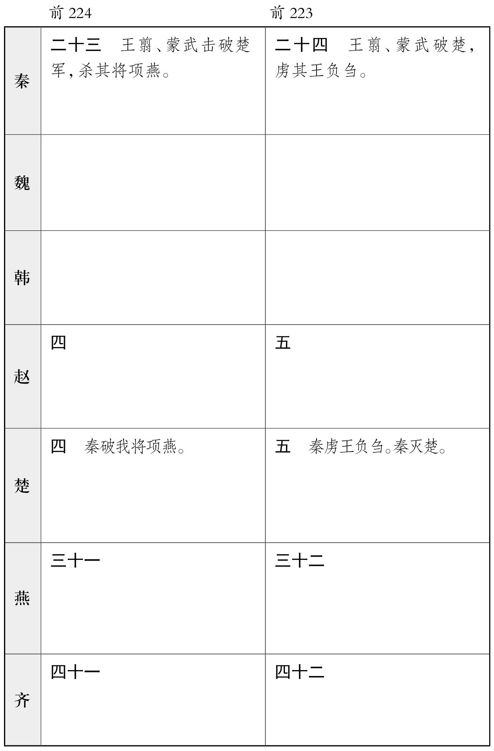 前 224　前 223
秦
二十三　王翦、蒙武击破楚
军，杀其将项燕。
二十四　王翦、蒙武破楚，
虏其王负刍。
魏
韩
赵
四
五
楚
四　秦破我将项燕。
五　秦虏王负刍。秦灭楚。
燕
三十一
三十二
齐
四十一
四十二